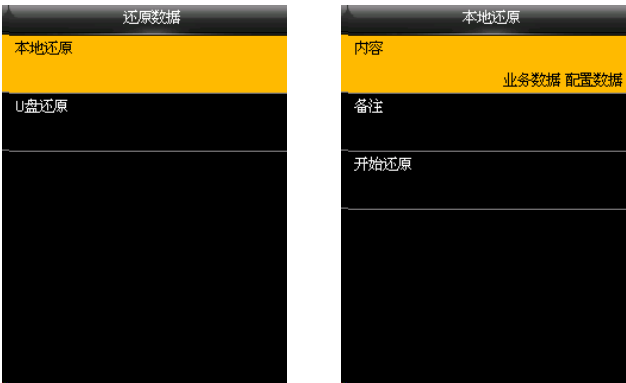 还原数据
本地还原
U盘还原
本地还原
内容
业务数据 配置数据
备注
开始还原